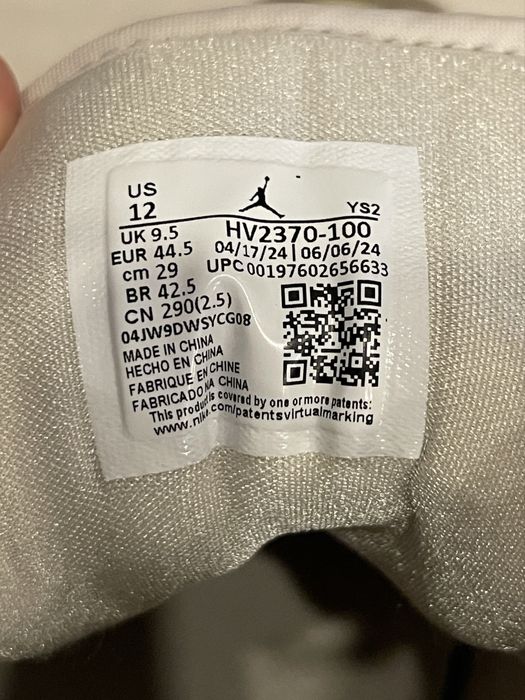 US
12
YS2
UK 9.5
HV2370-100
EUR 44.5
04/17/24 | 06/06/24
cm 29
UPC 00197602656633
BR 42.5
CN 290(2.5)
04JW9DWSYCG08
MADE IN CHINA
HECHO EN CHINA
FABRIQUE EN CHINE
FABRICADO NA CHINA
This product is covered by one or more patents:
www.nike.com/patentsvirtualmarking